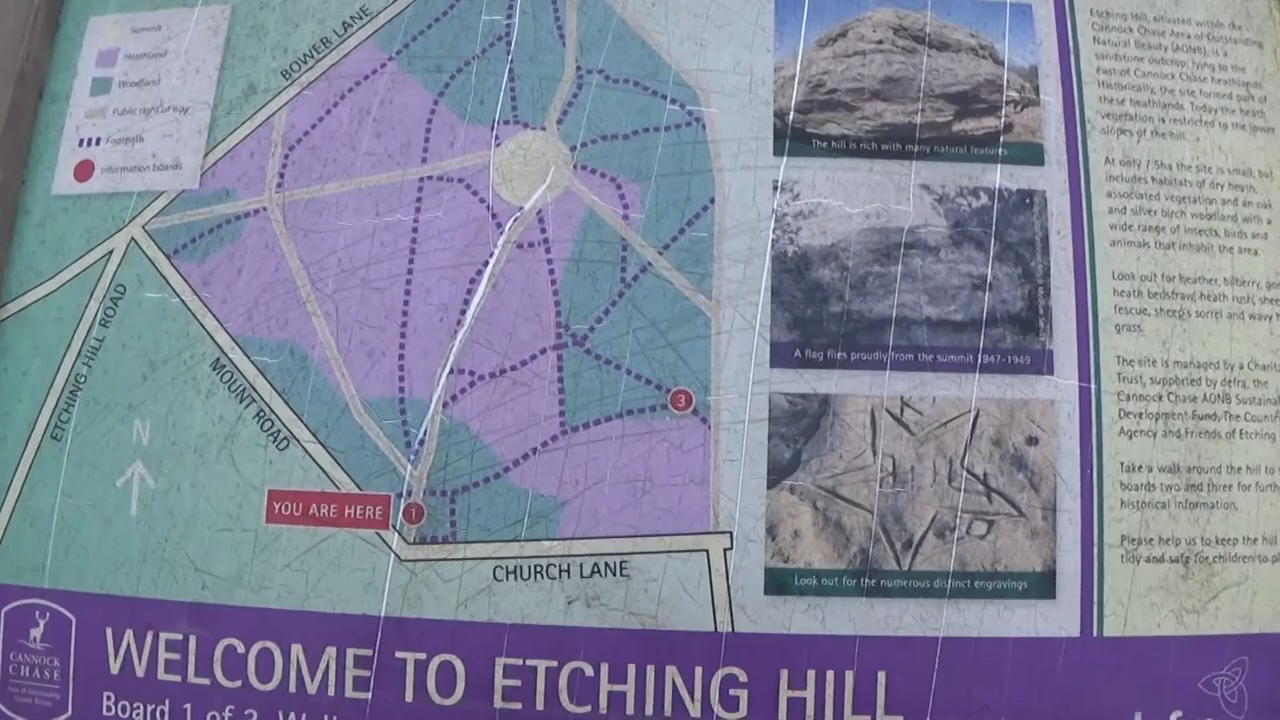 Summit
Heathland
Woodland
Public right of way
Footpath
Information boards
BOWER LANE
ETCHING HILL ROAD
MOUNT ROAD
N
3
YOU ARE HERE
1
CHURCH LANE
The hill is rich with many natural features
A flag flies proudly from the summit 1947-1949
Look out for the numerous distinct engravings
Etching Hill, situated within the
Cannock Chase Area of Outstanding
Natural Beauty (AONB), is a
sandstone outcrop, lying to the
east of Cannock Chase heathlands.
Historically, the site formed part of
these heathlands. Today the heath
vegetation is restricted to the lower
slopes of the hill.
At only 7.5ha the site is small, but
includes habitats of dry heath,
associated vegetation and an oak
and silver birch woodland with a
wide range of insects, birds and
animals that inhabit the area.
Look out for heather, bilberry,
heath bedstraw, heath rush,
fescue, sheep's sorrel and wavy
grass.
The site is managed by a
Trust, supported by defra, the
Cannock Chase AONB
Development Fund, The
Agency and Friends of Etching
Take a walk around the hill to
boards two and three for
historical information.
Please help us to keep the hill
tidy and safe for children to
CANNOCK
CHASE
WELCOME TO ETCHING HILL
Board 1 of 3